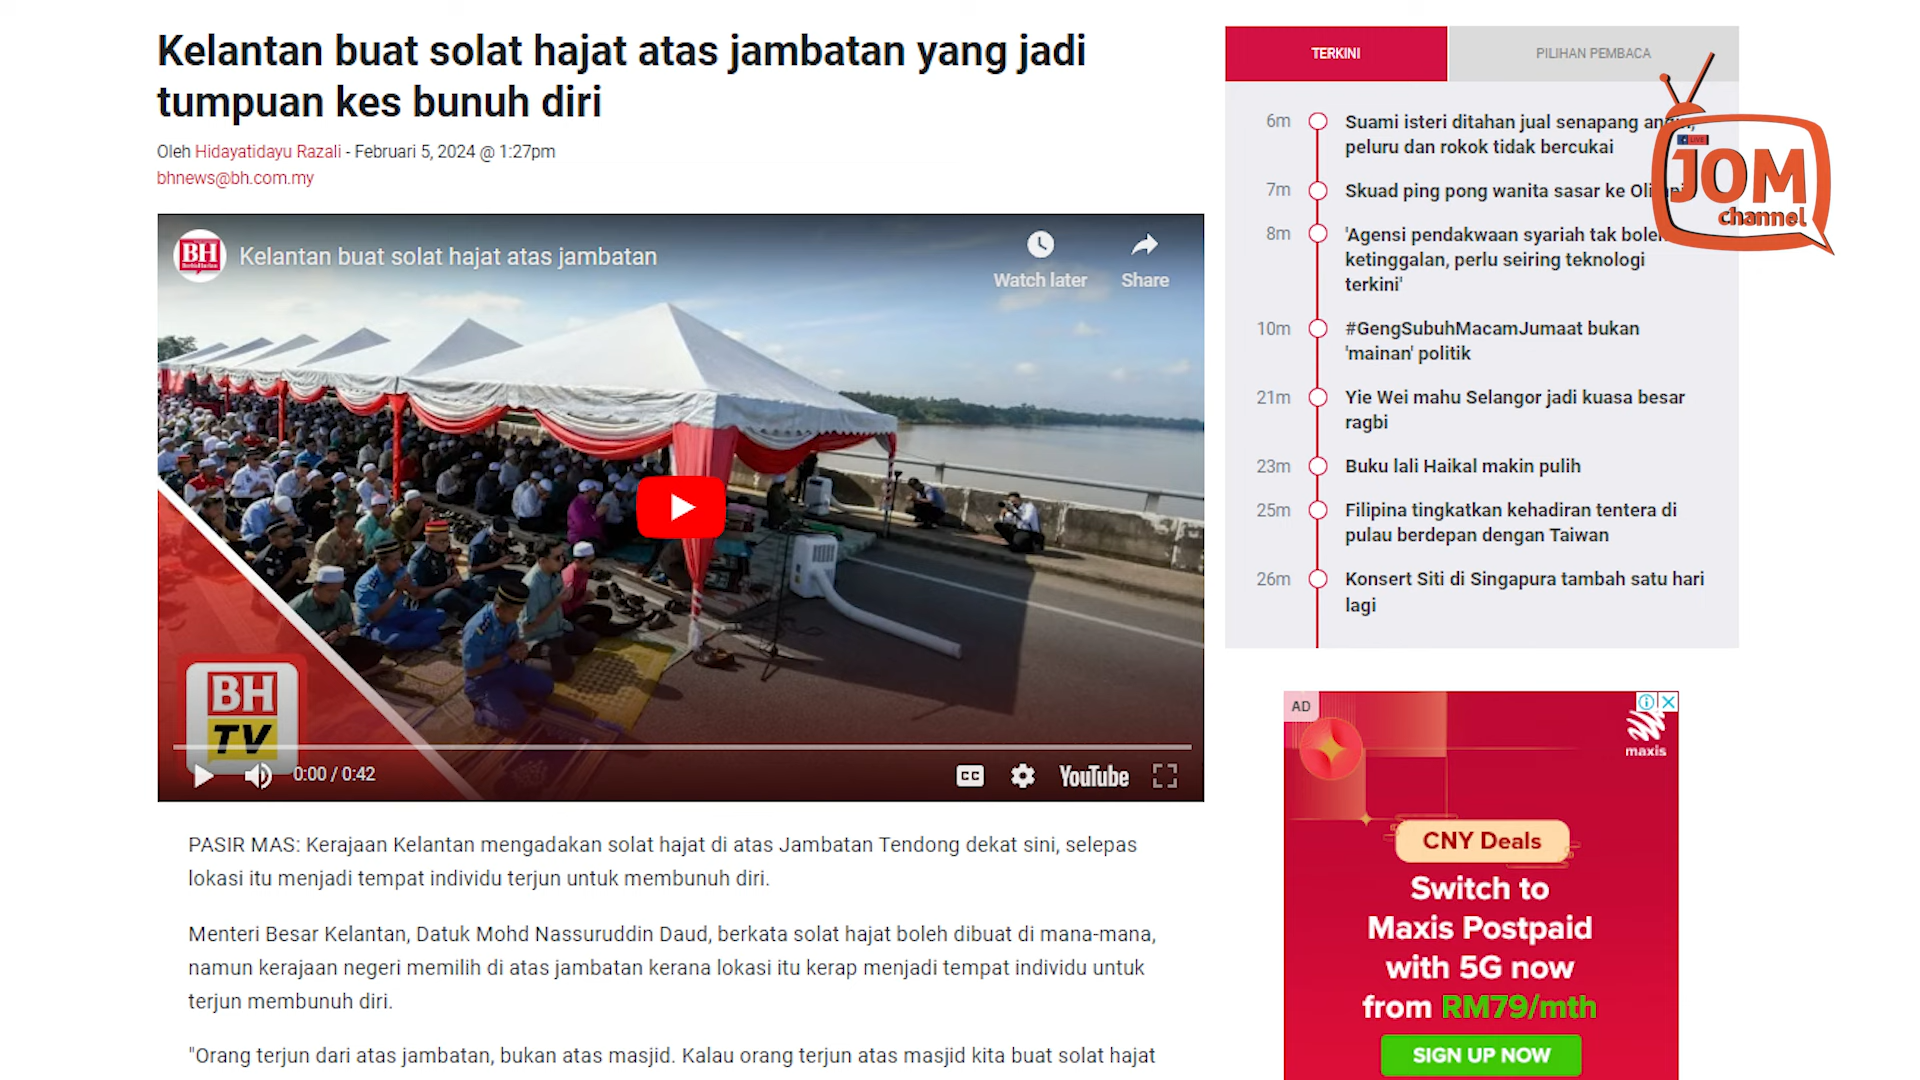 Kelantan buat solat hajat atas jambatan yang jadi
tumpuan kes bunuh diri
Oleh Hidayatidayu Razali - Februari 5, 2024 @ 1:27pm
bhnews@bh.com.my
BH
Kelantan buat solat hajat atas jambatan
Watch later
Share
BH
TV
0:00 / 0:42
CC
YouTube
PASIR MAS: Kerajaan Kelantan mengadakan solat hajat di atas Jambatan Tendong dekat sini, selepas
lokasi itu menjadi tempat individu terjun untuk membunuh diri.
Menteri Besar Kelantan, Datuk Mohd Nassuruddin Daud, berkata solat hajat boleh dibuat di mana-mana,
namun kerajaan negeri memilih di atas jambatan kerana lokasi itu kerap menjadi tempat individu untuk
terjun membunuh diri.
"Orang terjun dari atas jambatan, bukan atas masjid. Kalau orang terjun atas masjid kita buat solat hajat
TERKINI
PILIHAN PEMBACA
JOM
channel
6m
Suami isteri ditahan jual senapang
peluru dan rokok tidak bercukai
7m
Skuad ping pong wanita sasar ke
8m
'Agensi pendakwaan syariah tak
ketinggalan, perlu seiring teknologi
terkini'
10m
#GengSubuhMacamJumaat bukan
'mainan' politik
21m
Yie Wei mahu Selangor jadi kuasa besar
ragbi
23m
Buku lali Haikal makin pulih
25m
Filipina tingkatkan kehadiran tentera di
pulau berdepan dengan Taiwan
26m
Konsert Siti di Singapura tambah satu hari
lagi
AD
maxis
CNY Deals
Switch to
Maxis Postpaid
with 5G now
from RM79/mth
SIGN UP NOW